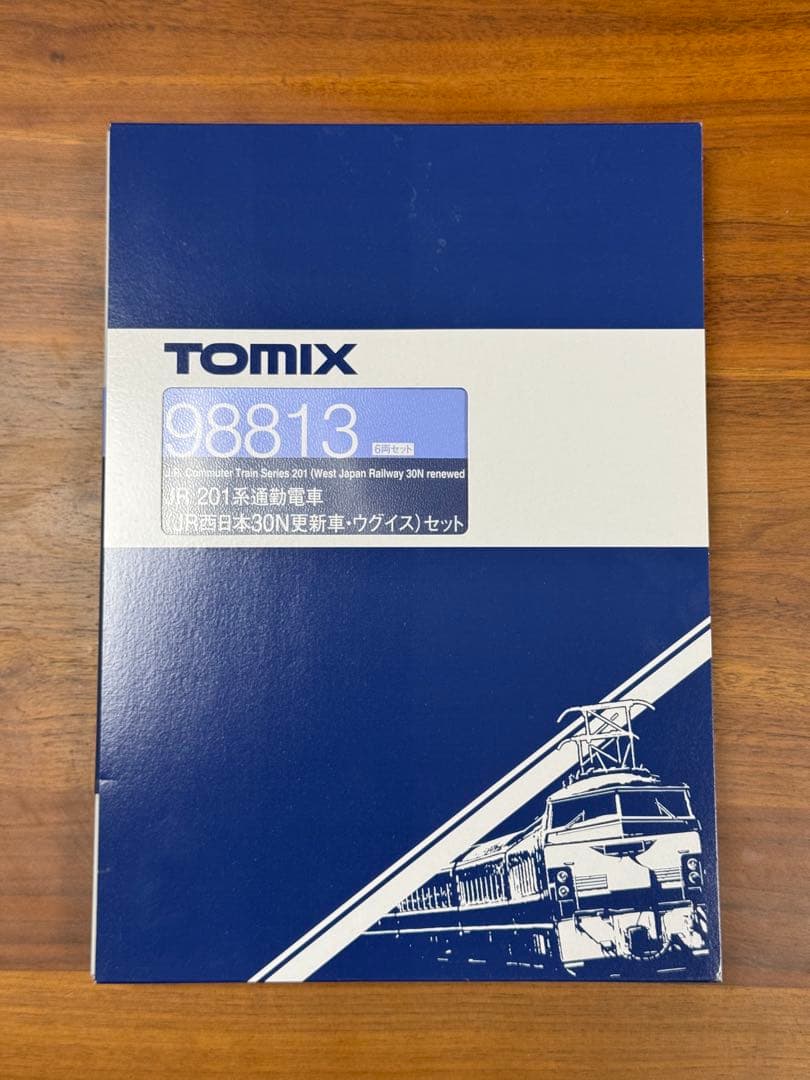 TOMIX
98813 6両セット
J.R. Commuter Train Series 201 (West Japan Railway 30N renewed
JR 201系通勤電車
(JR西日本30N更新車・ウグイス)セット